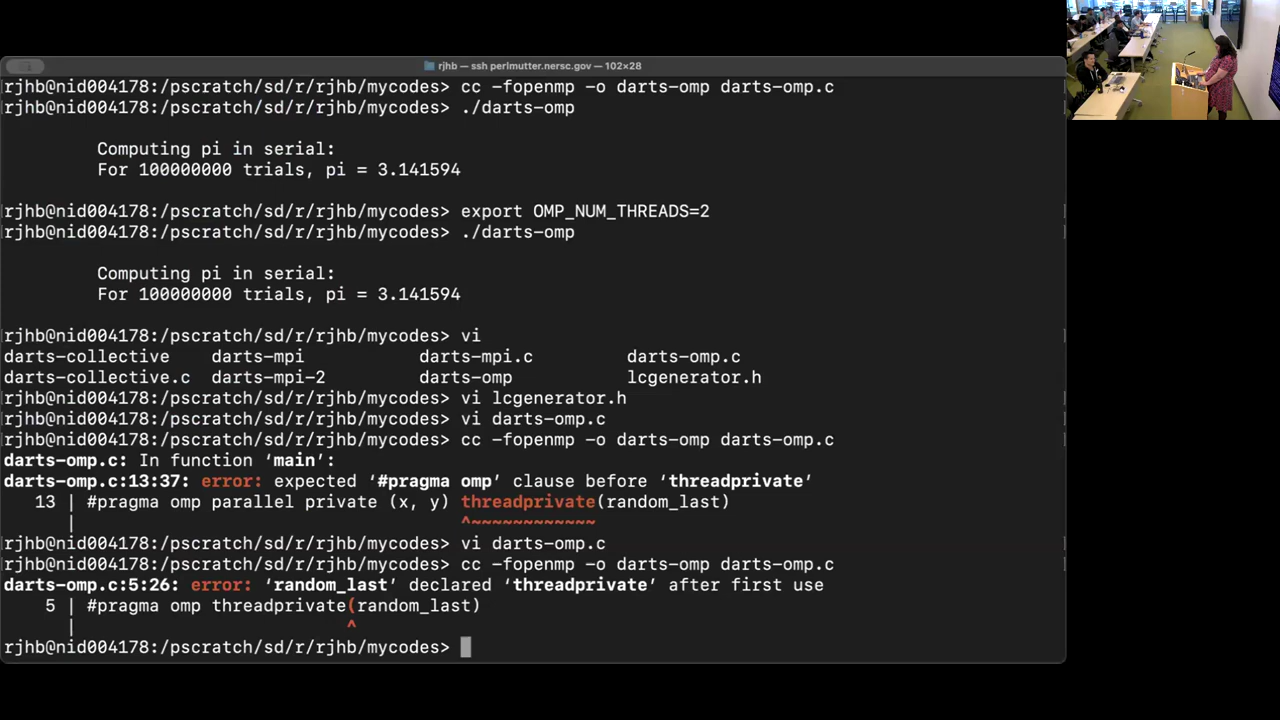 rjhb — ssh perlmutter.nersc.gov — 102×28
rjhb@nid004178:/pscratch/sd/r/rjhb/mycodes> cc -fopenmp -o darts-omp darts-omp.c
rjhb@nid004178:/pscratch/sd/r/rjhb/mycodes> ./darts-omp
Computing pi in serial:
For 100000000 trials, pi = 3.141594
rjhb@nid004178:/pscratch/sd/r/rjhb/mycodes> export OMP_NUM_THREADS=2
rjhb@nid004178:/pscratch/sd/r/rjhb/mycodes> ./darts-omp
Computing pi in serial:
For 100000000 trials, pi = 3.141594
rjhb@nid004178:/pscratch/sd/r/rjhb/mycodes> vi
darts-collective darts-mpi darts-mpi.c darts-omp.c
darts-collective.c darts-mpi-2 darts-omp lcgenerator.h
rjhb@nid004178:/pscratch/sd/r/rjhb/mycodes> vi lcgenerator.h
rjhb@nid004178:/pscratch/sd/r/rjhb/mycodes> vi darts-omp.c
rjhb@nid004178:/pscratch/sd/r/rjhb/mycodes> cc -fopenmp -o darts-omp darts-omp.c
darts-omp.c: In function ‘main’:
darts-omp.c:13:37: error: expected ‘#pragma omp’ clause before ‘threadprivate’
13 | #pragma omp parallel private (x, y) threadprivate(random_last)
| ^~~~~~~~~~~~~
rjhb@nid004178:/pscratch/sd/r/rjhb/mycodes> vi darts-omp.c
rjhb@nid004178:/pscratch/sd/r/rjhb/mycodes> cc -fopenmp -o darts-omp darts-omp.c
darts-omp.c:5:26: error: ‘random_last’ declared ‘threadprivate’ after first use
5 | #pragma omp threadprivate(random_last)
| ^
rjhb@nid004178:/pscratch/sd/r/rjhb/mycodes>